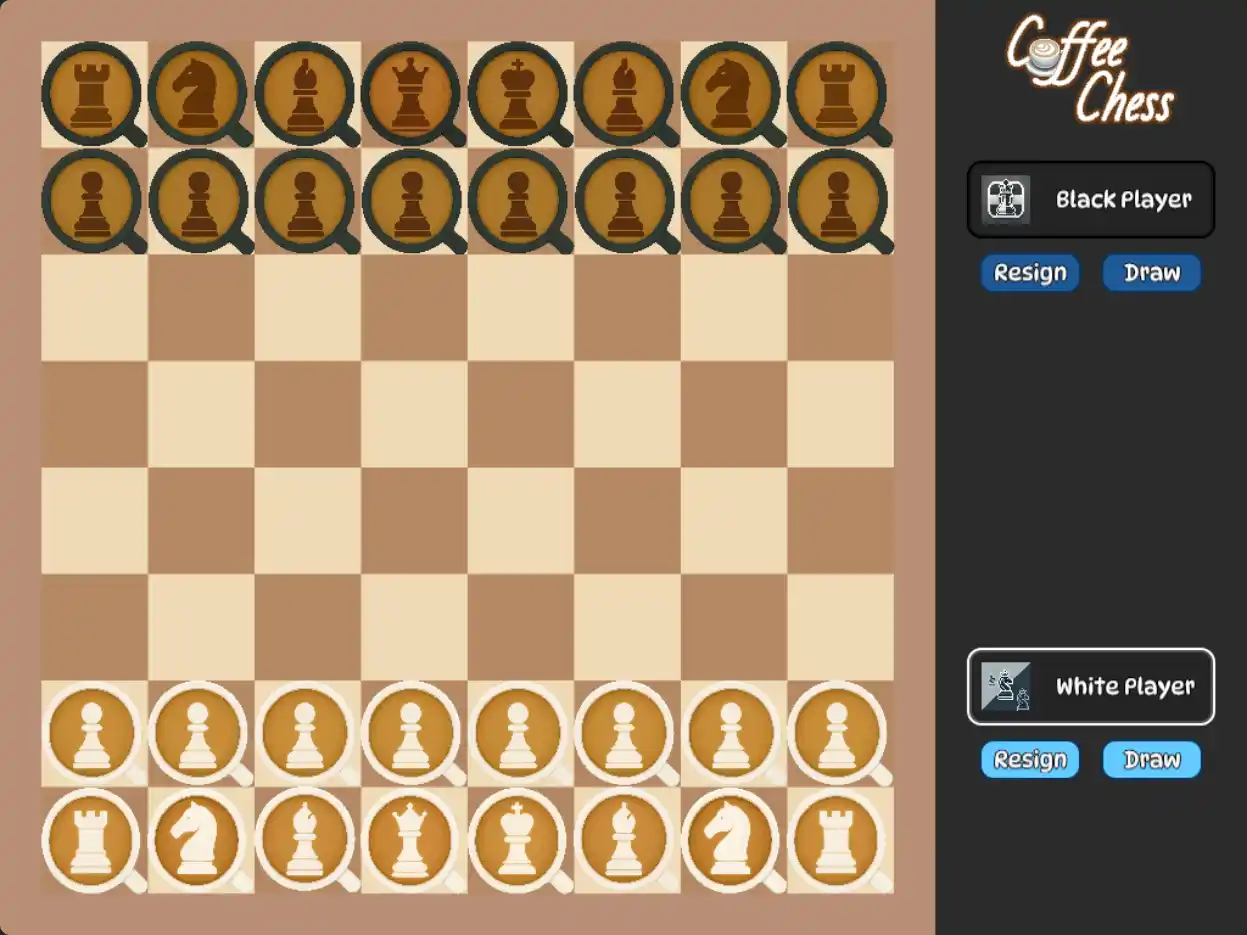 Coffee
Chess
Black Player
Resign Draw
White Player
Resign Draw